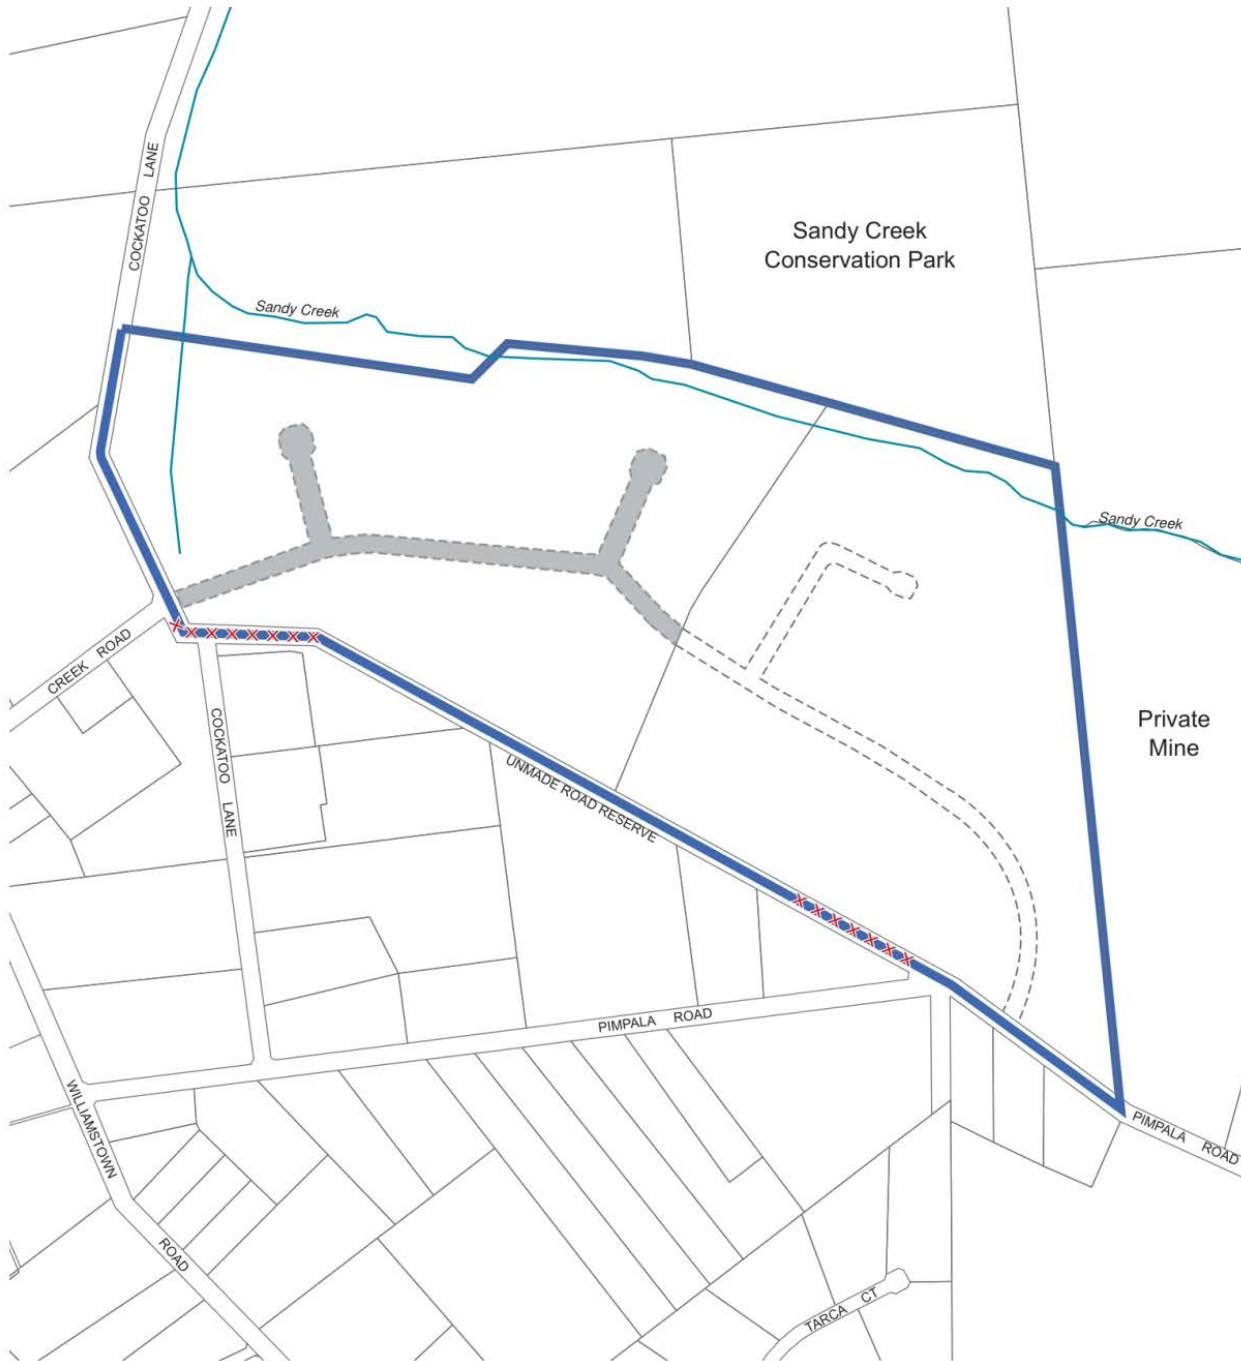 COCKATOO LANE
Sandy Creek
Conservation Park
Sandy Creek
Sandy Creek
CREEK ROAD
COCKATOO LANE
UNMADE ROAD RESERVE
Private
Mine
PIMPALA ROAD
WILLIAMSTOWN
ROAD
PIMPALA ROAD
TARCA CT